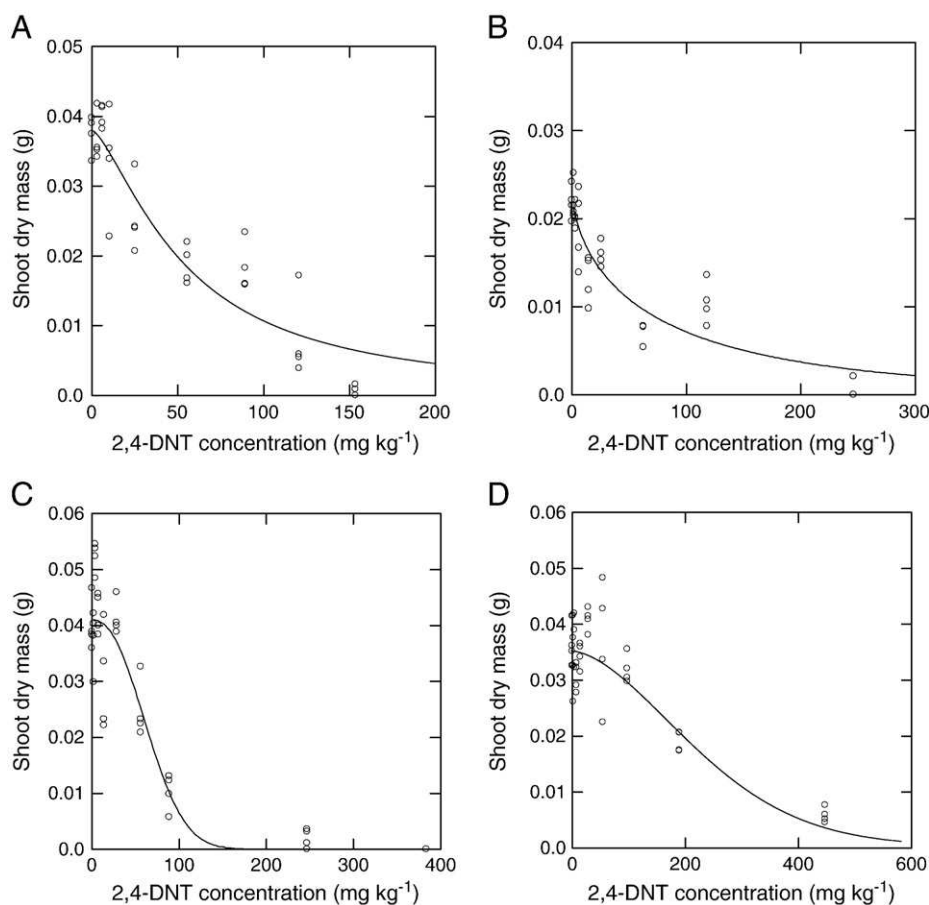 A
0.05
0.04
0.03
0.02
0.01
0.0
Shoot dry mass (g)
0 50 100 150 200
2,4-DNT concentration (mg kg⁻¹)
B
0.04
0.03
0.02
0.01
0.0
Shoot dry mass (g)
0 100 200 300
2,4-DNT concentration (mg kg⁻¹)
C
0.06
0.05
0.04
0.03
0.02
0.01
0.0
Shoot dry mass (g)
0 100 200 300 400
2,4-DNT concentration (mg kg⁻¹)
D
0.06
0.05
0.04
0.03
0.02
0.01
0.0
Shoot dry mass (g)
0 200 400 600
2,4-DNT concentration (mg kg⁻¹)